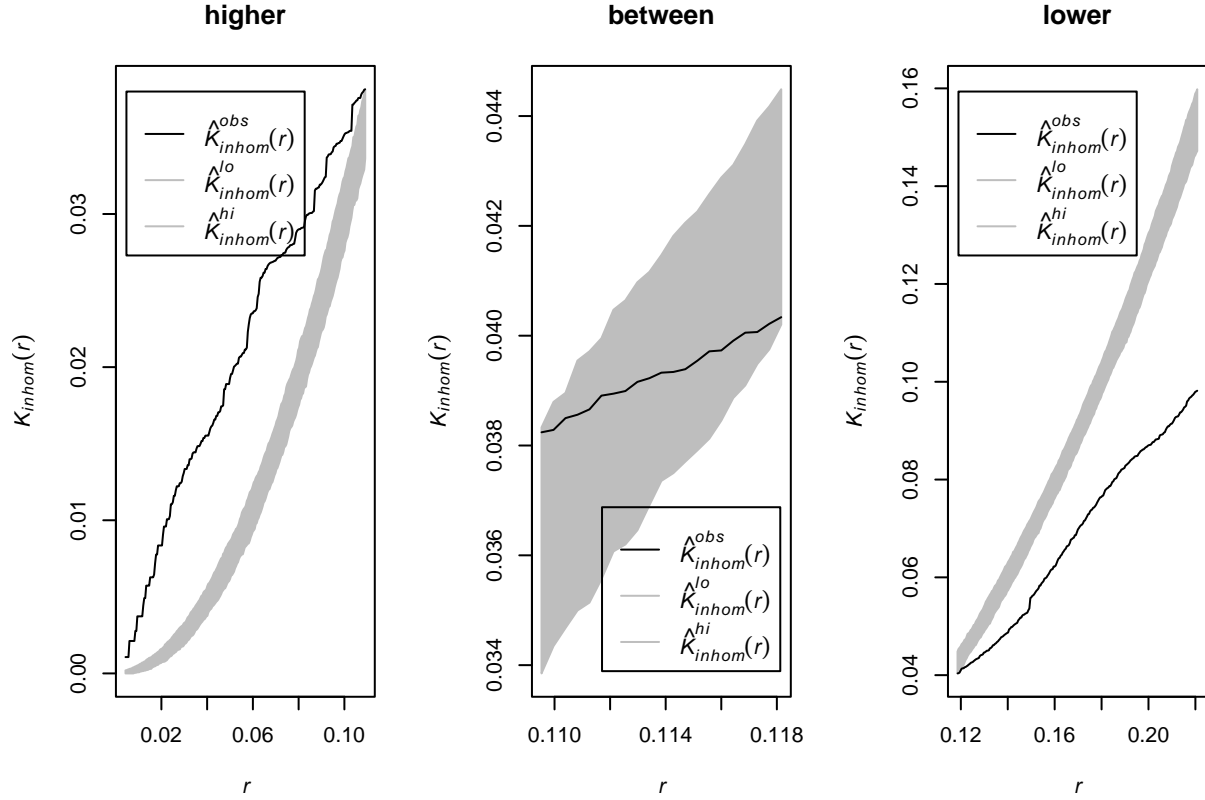 higher
K̂obs inhom(r)
K̂lo inhom(r)
K̂hi inhom(r)
Kinhom(r)
0.00
0.01
0.02
0.03
0.02
0.06
0.10
r
between
K̂obs inhom(r)
K̂lo inhom(r)
K̂hi inhom(r)
Kinhom(r)
0.034
0.036
0.038
0.040
0.042
0.044
0.110
0.114
0.118
r
lower
K̂obs inhom(r)
K̂lo inhom(r)
K̂hi inhom(r)
Kinhom(r)
0.04
0.06
0.08
0.10
0.12
0.14
0.16
0.12
0.16
0.20
r